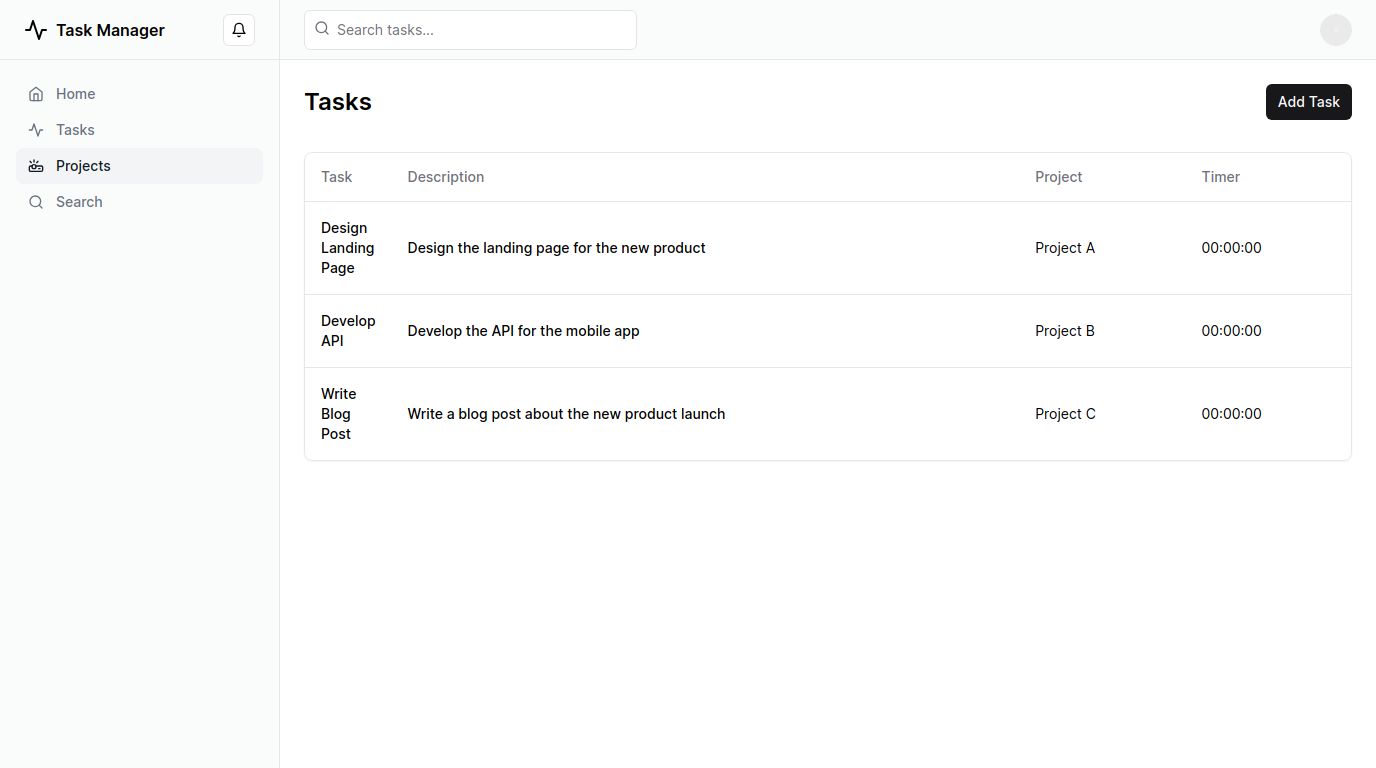 Task Manager
Search tasks...
Home
Tasks
Projects
Search
Tasks
Add Task
Task Description Project Timer
Design
Landing
Page
Design the landing page for the new product
Project A
00:00:00
Develop
API
Develop the API for the mobile app
Project B
00:00:00
Write
Blog
Post
Write a blog post about the new product launch
Project C
00:00:00